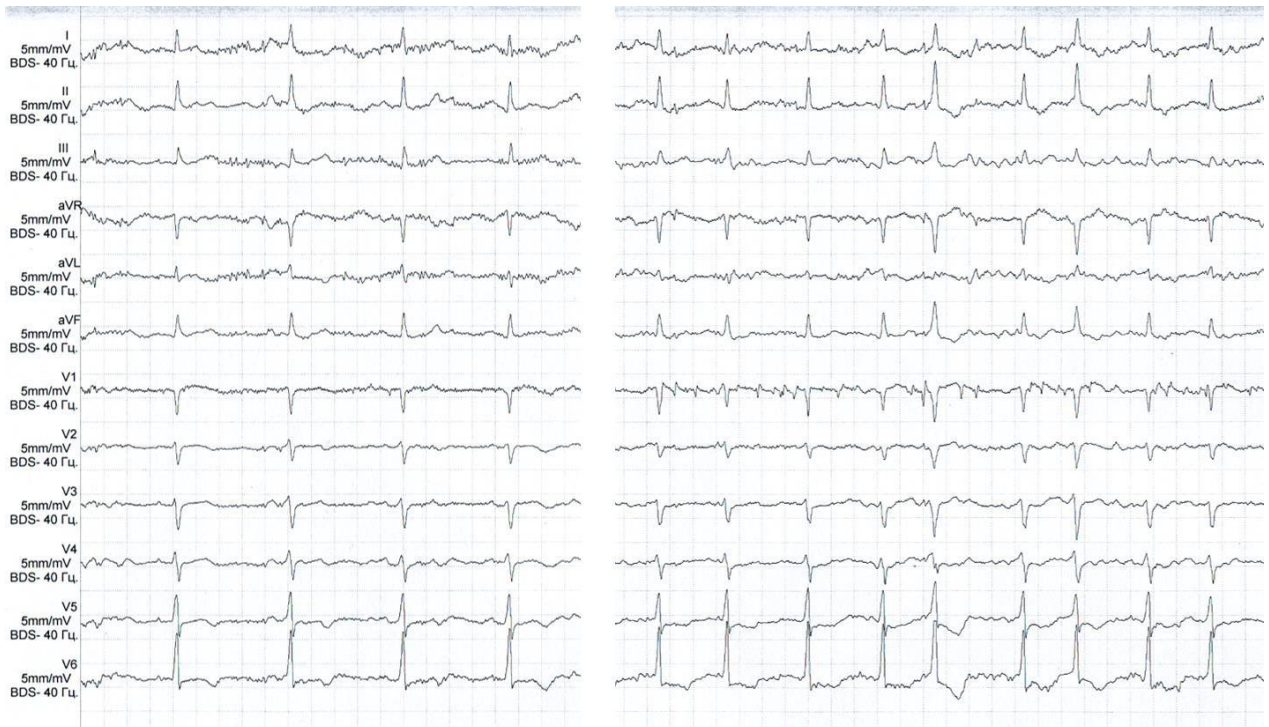 I
5mm/mV
BDS- 40 Гц.
II
5mm/mV
BDS- 40 Гц.
III
5mm/mV
BDS- 40 Гц.
aVR
5mm/mV
BDS- 40 Гц.
aVL
5mm/mV
BDS- 40 Гц.
aVF
5mm/mV
BDS- 40 Гц.
V1
5mm/mV
BDS- 40 Гц.
V2
5mm/mV
BDS- 40 Гц.
V3
5mm/mV
BDS- 40 Гц.
V4
5mm/mV
BDS- 40 Гц.
V5
5mm/mV
BDS- 40 Гц.
V6
5mm/mV
BDS- 40 Гц.